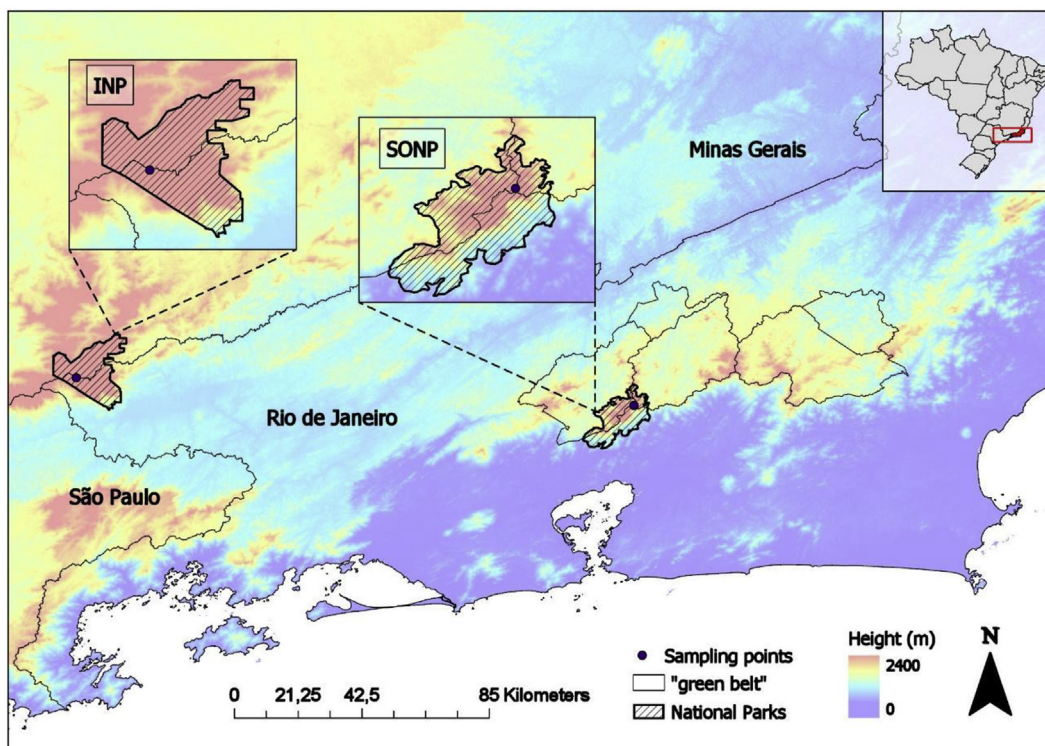 INP
SONP
Minas Gerais
Rio de Janeiro
São Paulo
Sampling points
"green belt"
National Parks
Height (m)
2400
0
N
0 21,25 42,5 85 Kilometers